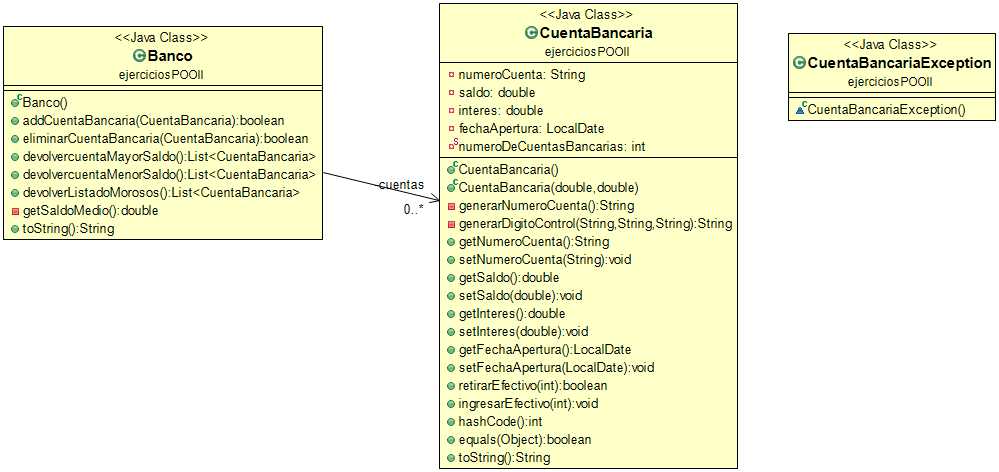 <<Java Class>>
Banco
ejerciciosPOOII
Banco()
addCuentaBancaria(CuentaBancaria):boolean
eliminarCuentaBancaria(CuentaBancaria):boolean
devolvercuentaMayorSaldo():List<CuentaBancaria>
devolvercuentaMenorSaldo():List<CuentaBancaria>
devolverListadoMorosos():List<CuentaBancaria>
getSaldoMedio():double
toString():String
cuentas
0..*
<<Java Class>>
CuentaBancaria
ejerciciosPOOII
numeroCuenta: String
saldo: double
interes: double
fechaApertura: LocalDate
numeroDeCuentasBancarias: int
CuentaBancaria()
CuentaBancaria(double,double)
generarNumeroCuenta():String
generarDigitoControl(String,String,String):String
getNumeroCuenta():String
setNumeroCuenta(String):void
getSaldo():double
setSaldo(double):void
getInteres():double
setInteres(double):void
getFechaApertura():LocalDate
setFechaApertura(LocalDate):void
retirarEfectivo(int):boolean
ingresarEfectivo(int):void
hashCode():int
equals(Object):boolean
toString():String
<<Java Class>>
CuentaBancariaException
ejerciciosPOOII
CuentaBancariaException()